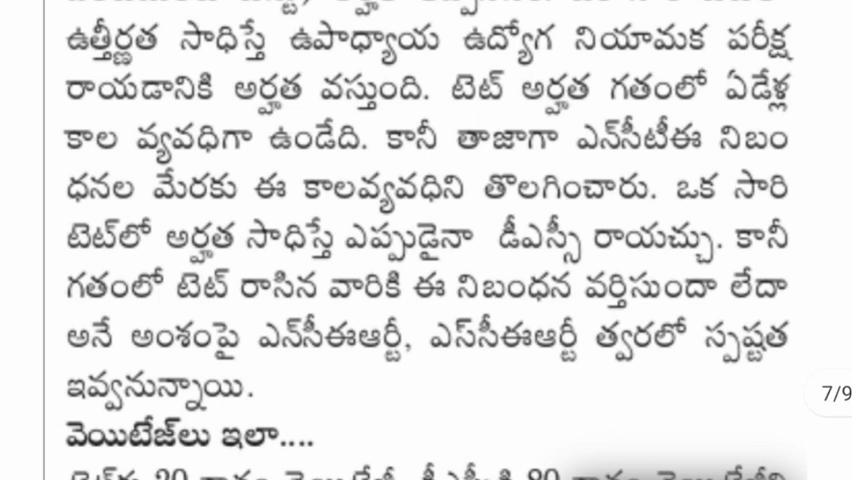 ఉత్తీర్ణత సాధిస్తే ఉపాధ్యాయ ఉద్యోగ నియామక పరీక్ష
రాయడానికి అర్హత వస్తుంది. టెట్ అర్హత గతంలో ఏడేళ్ల
కాల వ్యవధిగా ఉండేది. కానీ తాజాగా ఎన్‌సీటీఈ నిబం
ధనల మేరకు ఈ కాలవ్యవధిని తొలగించారు. ఒక సారి
టెట్‌లో అర్హత సాధిస్తే ఎప్పుడైనా డీఎస్సీ రాయచ్చు. కానీ
గతంలో టెట్ రాసిన వారికి ఈ నిబంధన వర్తిసుందా లేదా
అనే అంశంపై ఎన్‌సీఈఆర్టీ, ఎస్‌సీఈఆర్టీ త్వరలో స్పష్టత
ఇవ్వనున్నాయి.
7/9
వెయిటేజ్‌లు ఇలా....